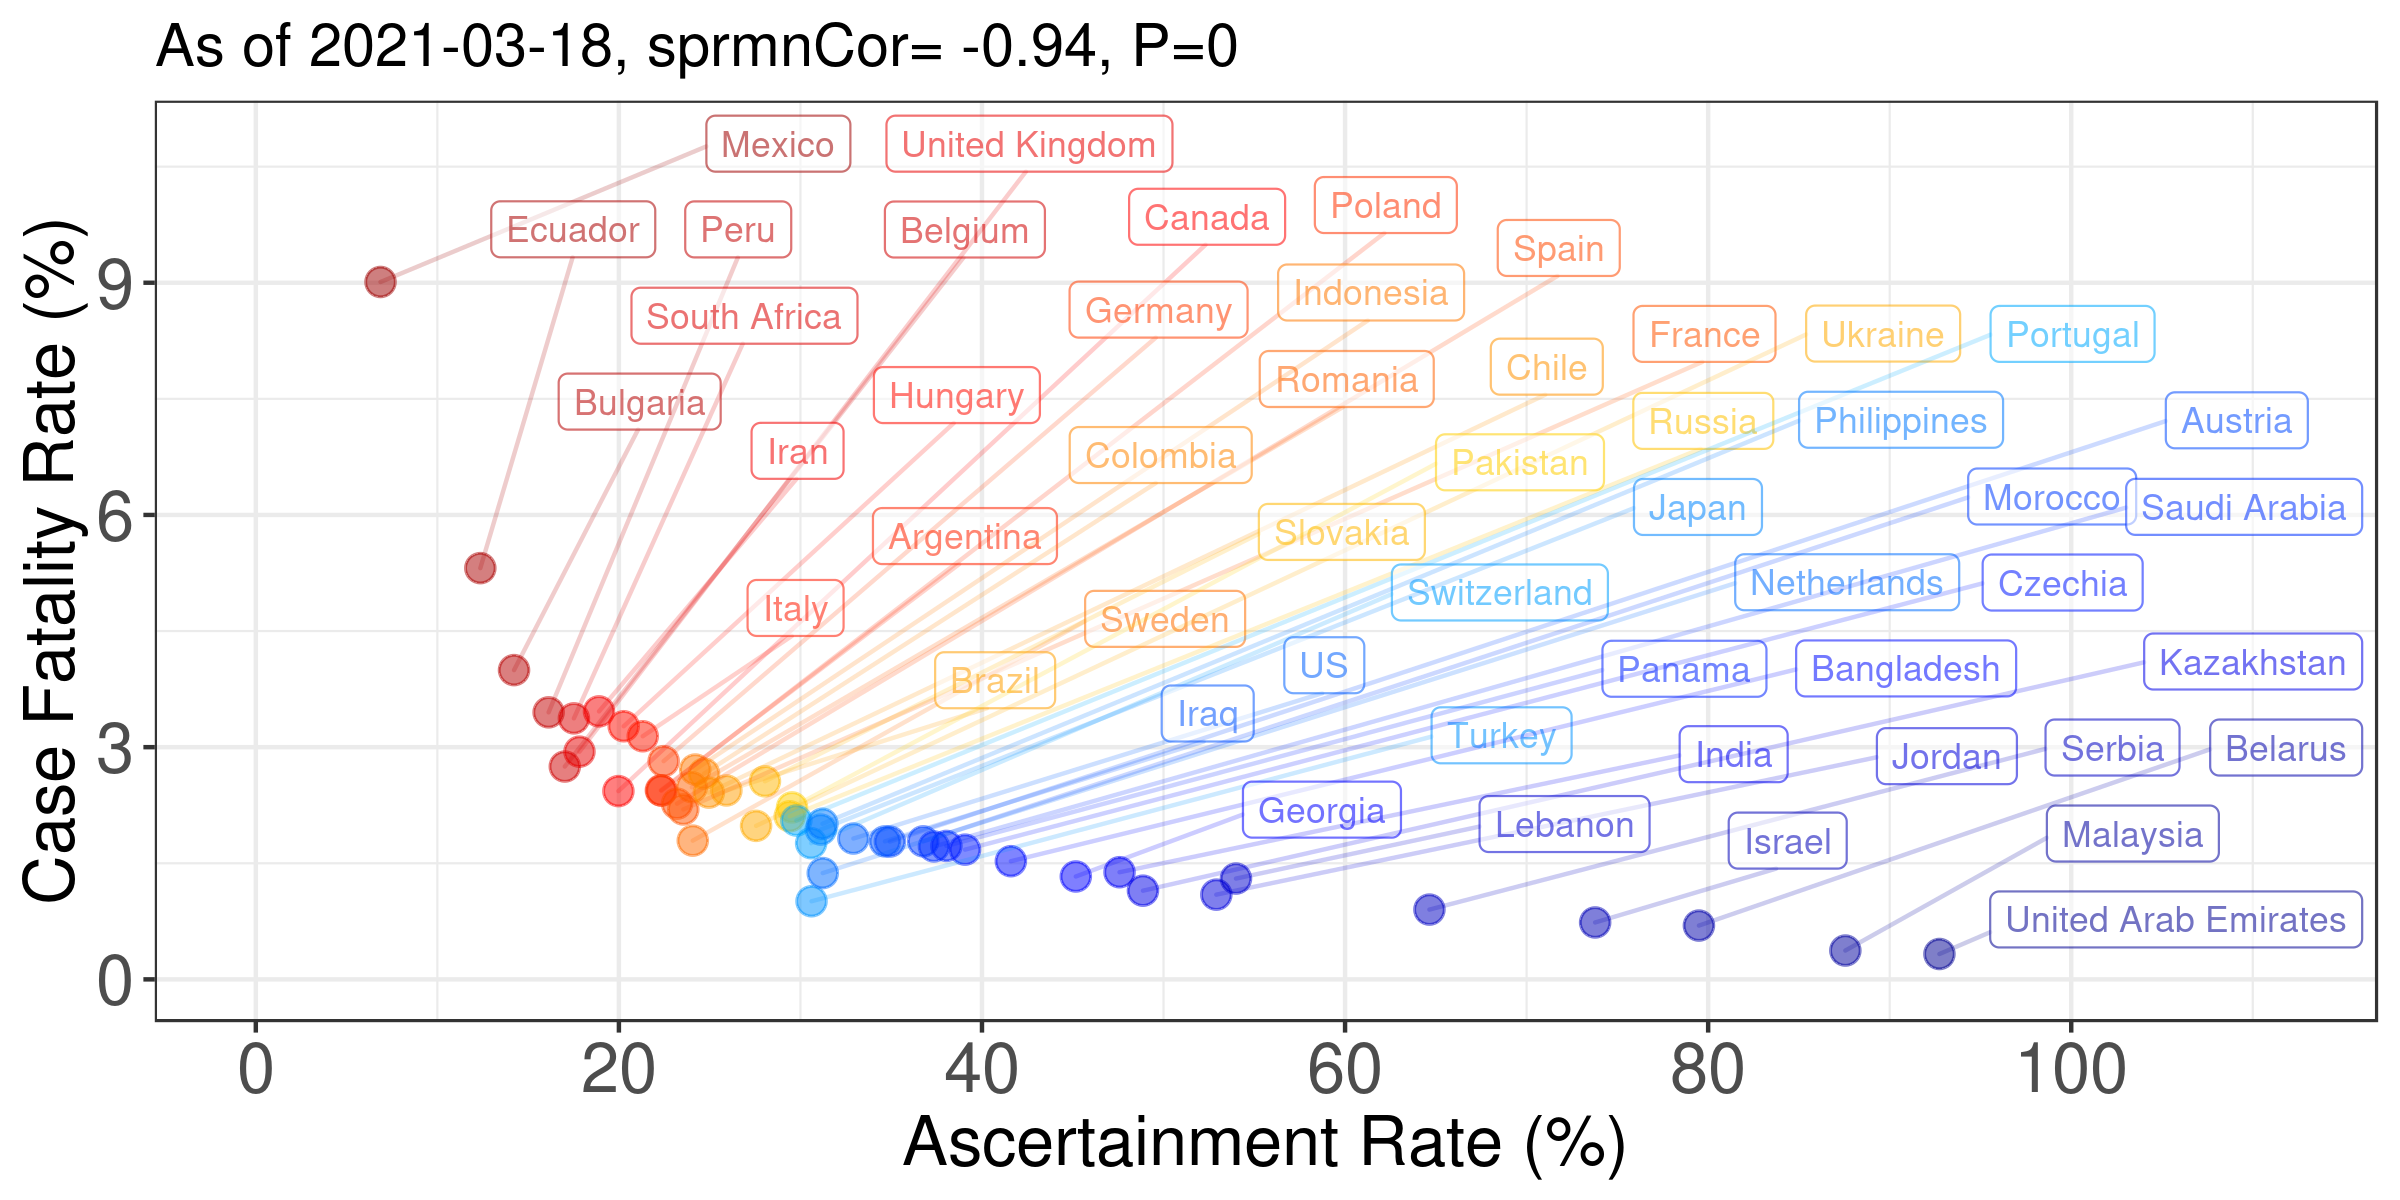 As of 2021-03-18, sprmnCor= -0.94, P=0
Mexico
United Kingdom
Ecuador
Peru
Belgium
Canada
Poland
Spain
South Africa
Germany
Indonesia
France
Ukraine
Portugal
Bulgaria
Hungary
Romania
Chile
Russia
Philippines
Austria
Iran
Colombia
Pakistan
Japan
Morocco
Saudi Arabia
Argentina
Slovakia
Switzerland
Netherlands
Czechia
Italy
Sweden
US
Panama
Bangladesh
Kazakhstan
Brazil
Iraq
Turkey
India
Jordan
Serbia
Belarus
Georgia
Lebanon
Israel
Malaysia
United Arab Emirates
Case Fatality Rate (%)
9
6
3
0
0 20 40 60 80 100
Ascertainment Rate (%)